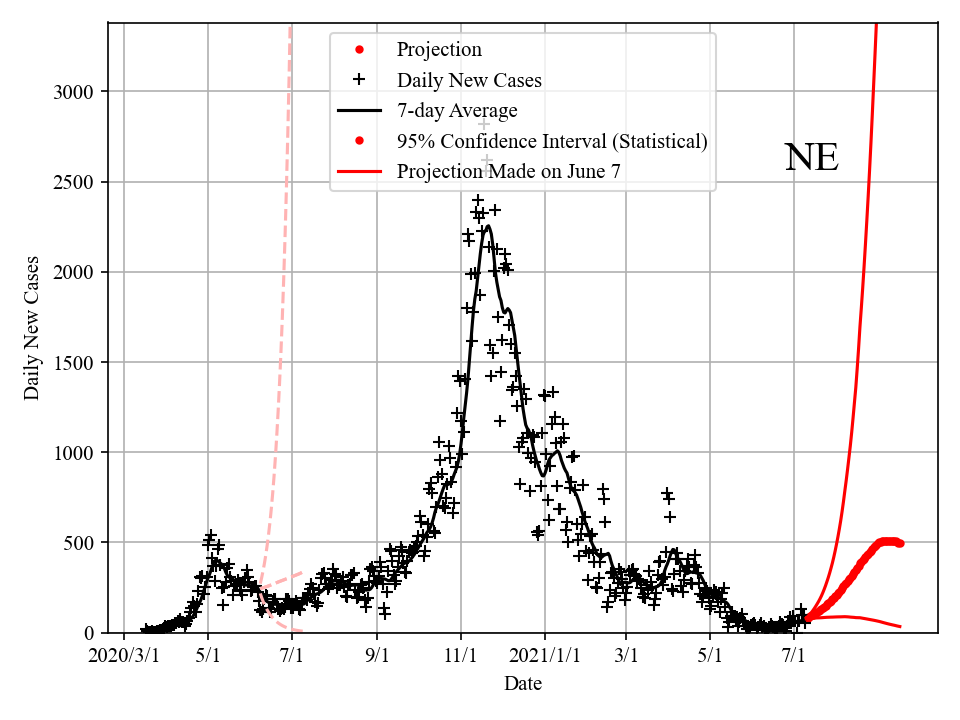 Projection
Daily New Cases
7-day Average
95% Confidence Interval (Statistical)
Projection Made on June 7
NE
3000
2500
2000
1500
1000
500
0
Daily New Cases
2020/3/1 5/1 7/1 9/1 11/1 2021/1/1 3/1 5/1 7/1
Date